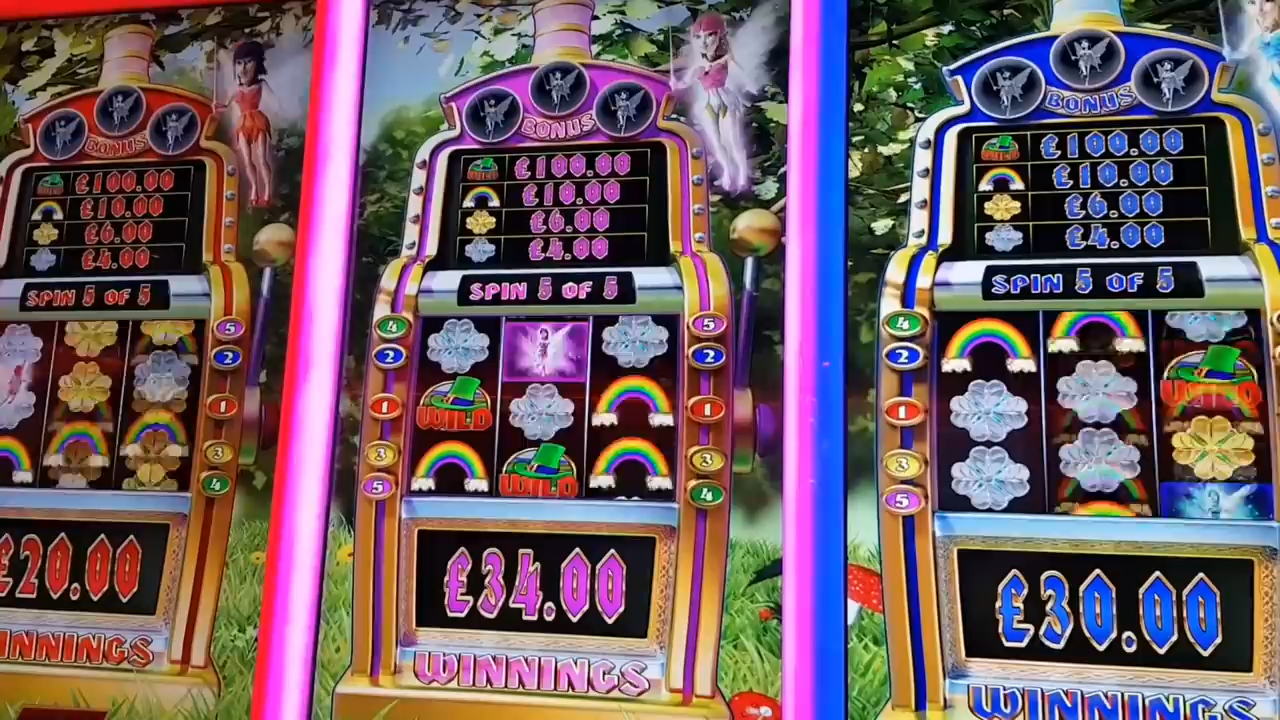 BONUS
£100.00
£10.00
£6.00
£4.00
SPIN 5 OF 5
5
2
1
3
4
£20.00
WINNINGS
BONUS
£100.00
£10.00
£6.00
£4.00
SPIN 5 OF 5
4 5
2 2
WILD
1 1
3 3
WILD
5 4
£34.00
WINNINGS
BONUS
£100.00
£10.00
£6.00
£4.00
SPIN 5 OF 5
4
2
WILD
1
3
5
£30.00
WINNINGS